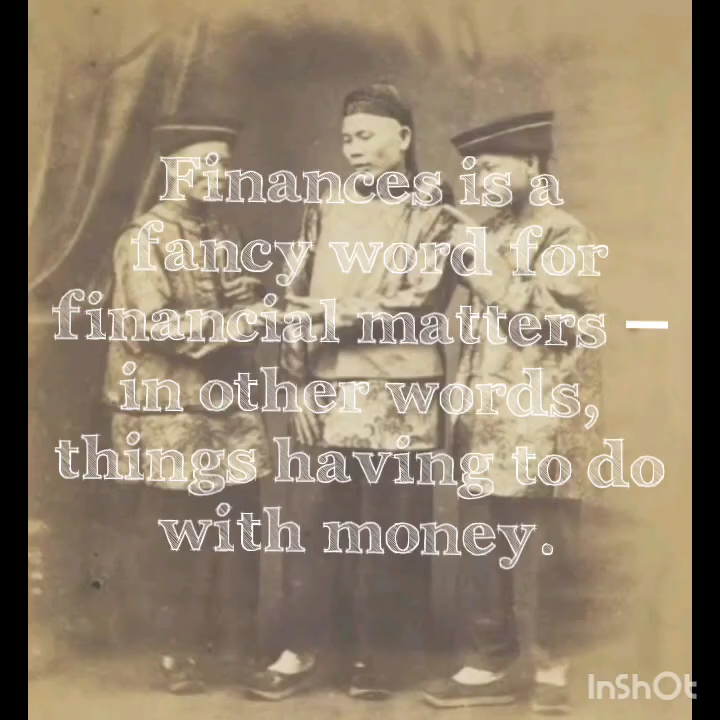 Finances is a
fancy word for
financial matters –
in other words,
things having to do
with money.
InShOt